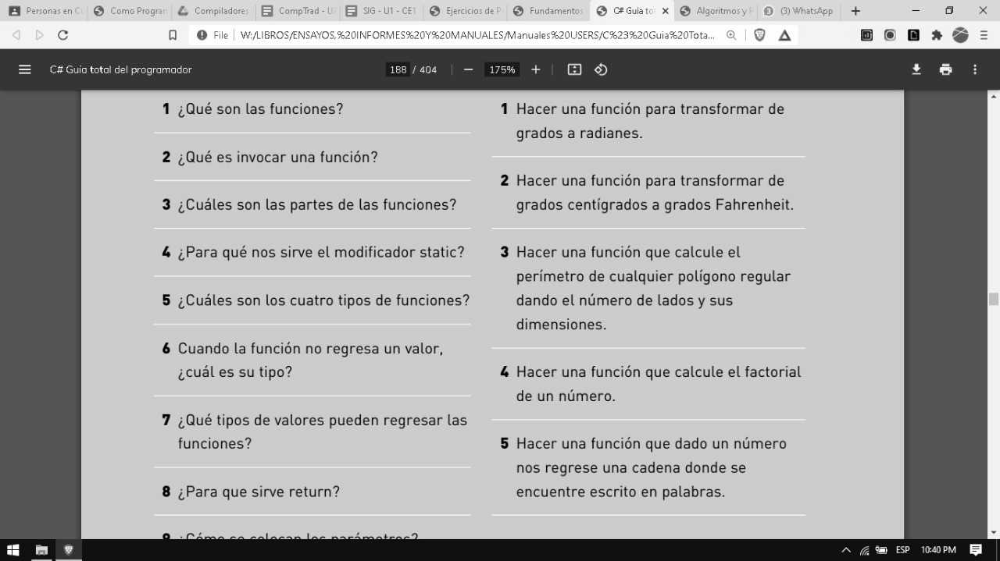 Personas en Co
Como Program
Compiladores
CompTrad - U2
SIG - U1 - CE1
Ejercicios de P
Fundamentos
C# Guia to
Algoritmos y P
(3) WhatsApp
File
W:/LIBROS/ENSAYOS,%20INFORMES%20Y%20MANUALES/Manuales%20USERS/C%23%20Guia%20Tota...
C# Guía total del programador
188 / 404
175%
1 ¿Qué son las funciones?
2 ¿Qué es invocar una función?
3 ¿Cuáles son las partes de las funciones?
4 ¿Para qué nos sirve el modificador static?
5 ¿Cuáles son los cuatro tipos de funciones?
6 Cuando la función no regresa un valor,
¿cuál es su tipo?
7 ¿Qué tipos de valores pueden regresar las
funciones?
8 ¿Para que sirve return?
9 ¿Cómo se colocan los parámetros?
1 Hacer una función para transformar de
grados a radianes.
2 Hacer una función para transformar de
grados centígrados a grados Fahrenheit.
3 Hacer una función que calcule el
perímetro de cualquier polígono regular
dando el número de lados y sus
dimensiones.
4 Hacer una función que calcule el factorial
de un número.
5 Hacer una función que dado un número
nos regrese una cadena donde se
encuentre escrito en palabras.
ESP
10:40 PM